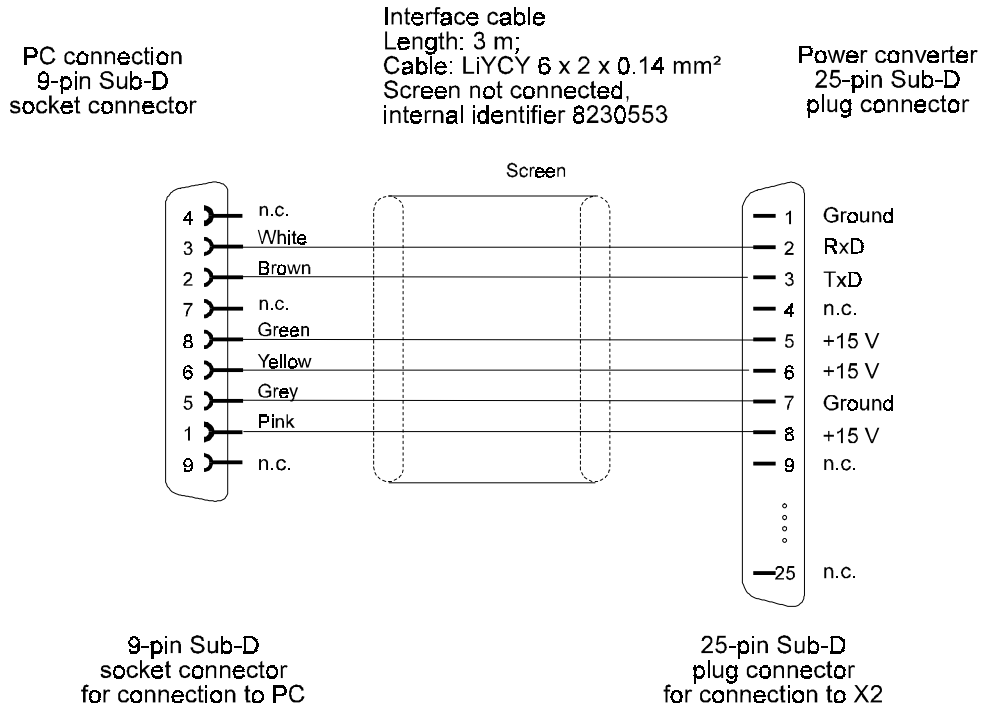 PC connection
9-pin Sub-D
socket connector
Interface cable
Length: 3 m;
Cable: LiYCY 6 x 2 x 0.14 mm²
Screen not connected,
internal identifier 8230553
Power converter
25-pin Sub-D
plug connector
Screen
4 n.c.
3 White
2 Brown
7 n.c.
8 Green
6 Yellow
5 Grey
1 Pink
9 n.c.
1 Ground
2 RxD
3 TxD
4 n.c.
5 +15 V
6 +15 V
7 Ground
8 +15 V
9 n.c.
25 n.c.
9-pin Sub-D
socket connector
for connection to PC
25-pin Sub-D
plug connector
for connection to X2